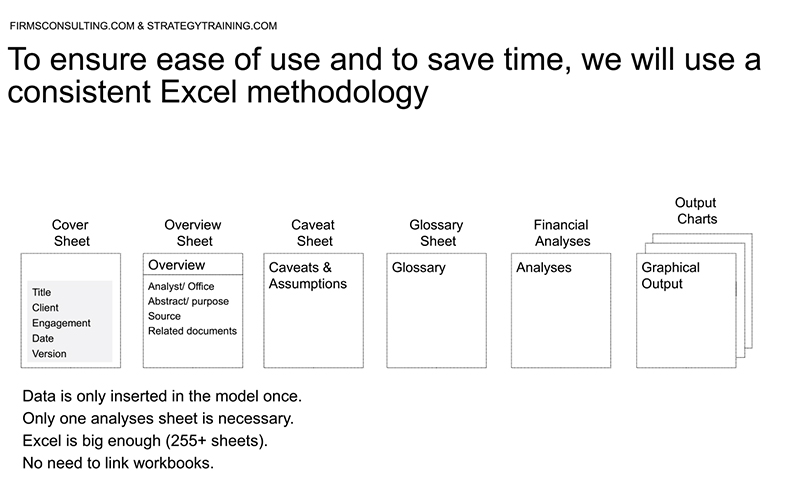 FIRMSCONSULTING.COM & STRATEGYTRAINING.COM
To ensure ease of use and to save time, we will use a
consistent Excel methodology
Cover
Sheet
Title
Client
Engagement
Date
Version
Overview
Sheet
Overview
Analyst/ Office
Abstract/ purpose
Source
Related documents
Caveat
Sheet
Caveats &
Assumptions
Glossary
Sheet
Glossary
Financial
Analyses
Analyses
Output
Charts
Graphical
Output
Data is only inserted in the model once.
Only one analyses sheet is necessary.
Excel is big enough (255+ sheets).
No need to link workbooks.